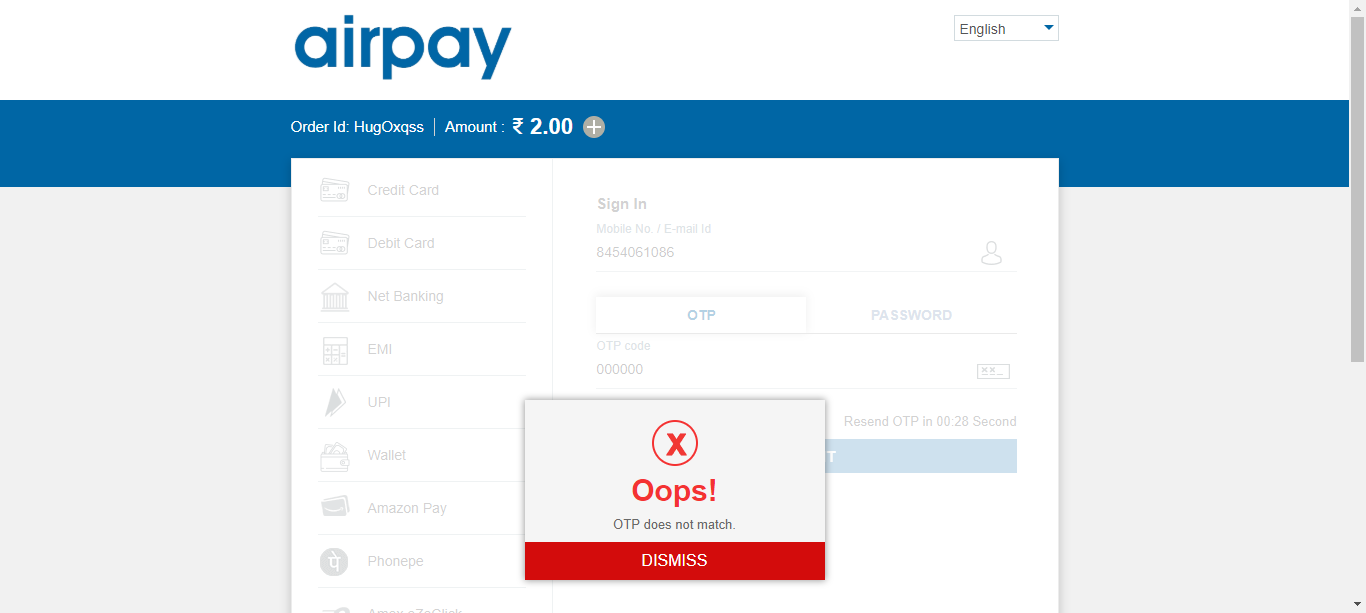 airpay
English
Order Id: HugOxqss | Amount : ₹ 2.00
Credit Card
Debit Card
Net Banking
EMI
UPI
Wallet
Amazon Pay
Phonepe
Amex eZeClick
Sign In
Mobile No. / E-mail Id
8454061086
OTP
PASSWORD
OTP code
000000
Resend OTP in 00:28 Second
T
X
Oops!
OTP does not match.
DISMISS